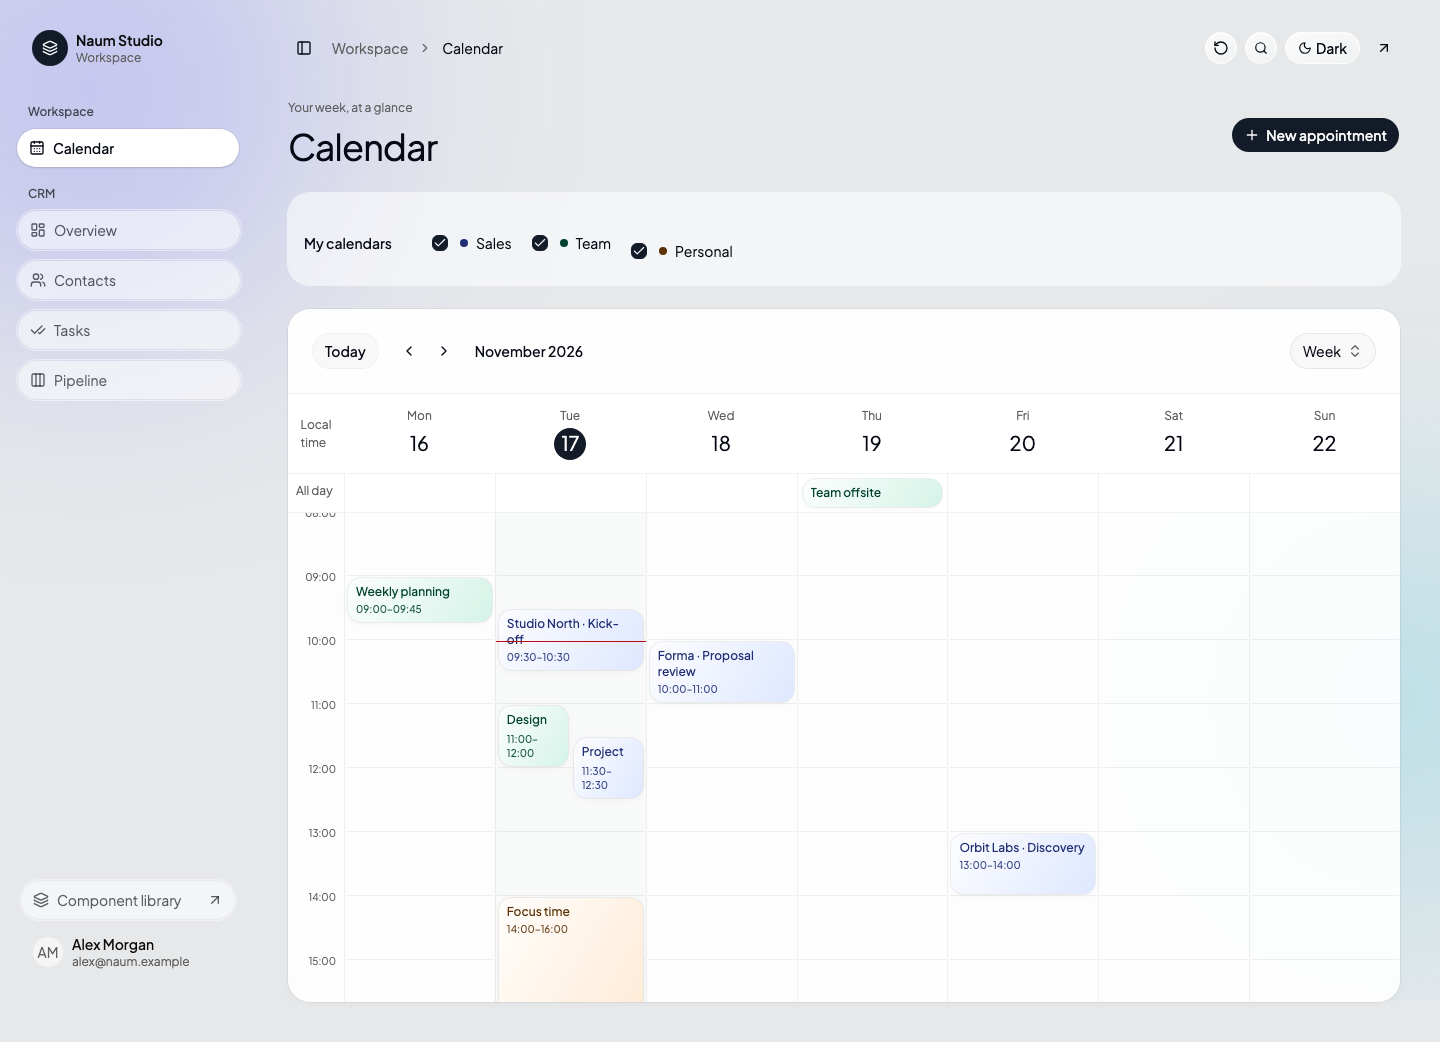 Naum Studio
Workspace
Workspace
Calendar
CRM
Overview
Contacts
Tasks
Pipeline
Component library
AM
Alex Morgan
alex@naum.example
Workspace > Calendar
Dark
Your week, at a glance
Calendar
New appointment
My calendars
Sales
Team
Personal
Today
November 2026
Week
Local
time
Mon
16
Tue
17
Wed
18
Thu
19
Fri
20
Sat
21
Sun
22
All day
Team offsite
08:00
09:00
Weekly planning
09:00–09:45
Studio North · Kick-
off
09:30–10:30
10:00
Forma · Proposal
review
10:00–11:00
11:00
Design
11:00–
12:00
Project
11:30–
12:30
12:00
13:00
Orbit Labs · Discovery
13:00–14:00
14:00
Focus time
14:00–16:00
15:00